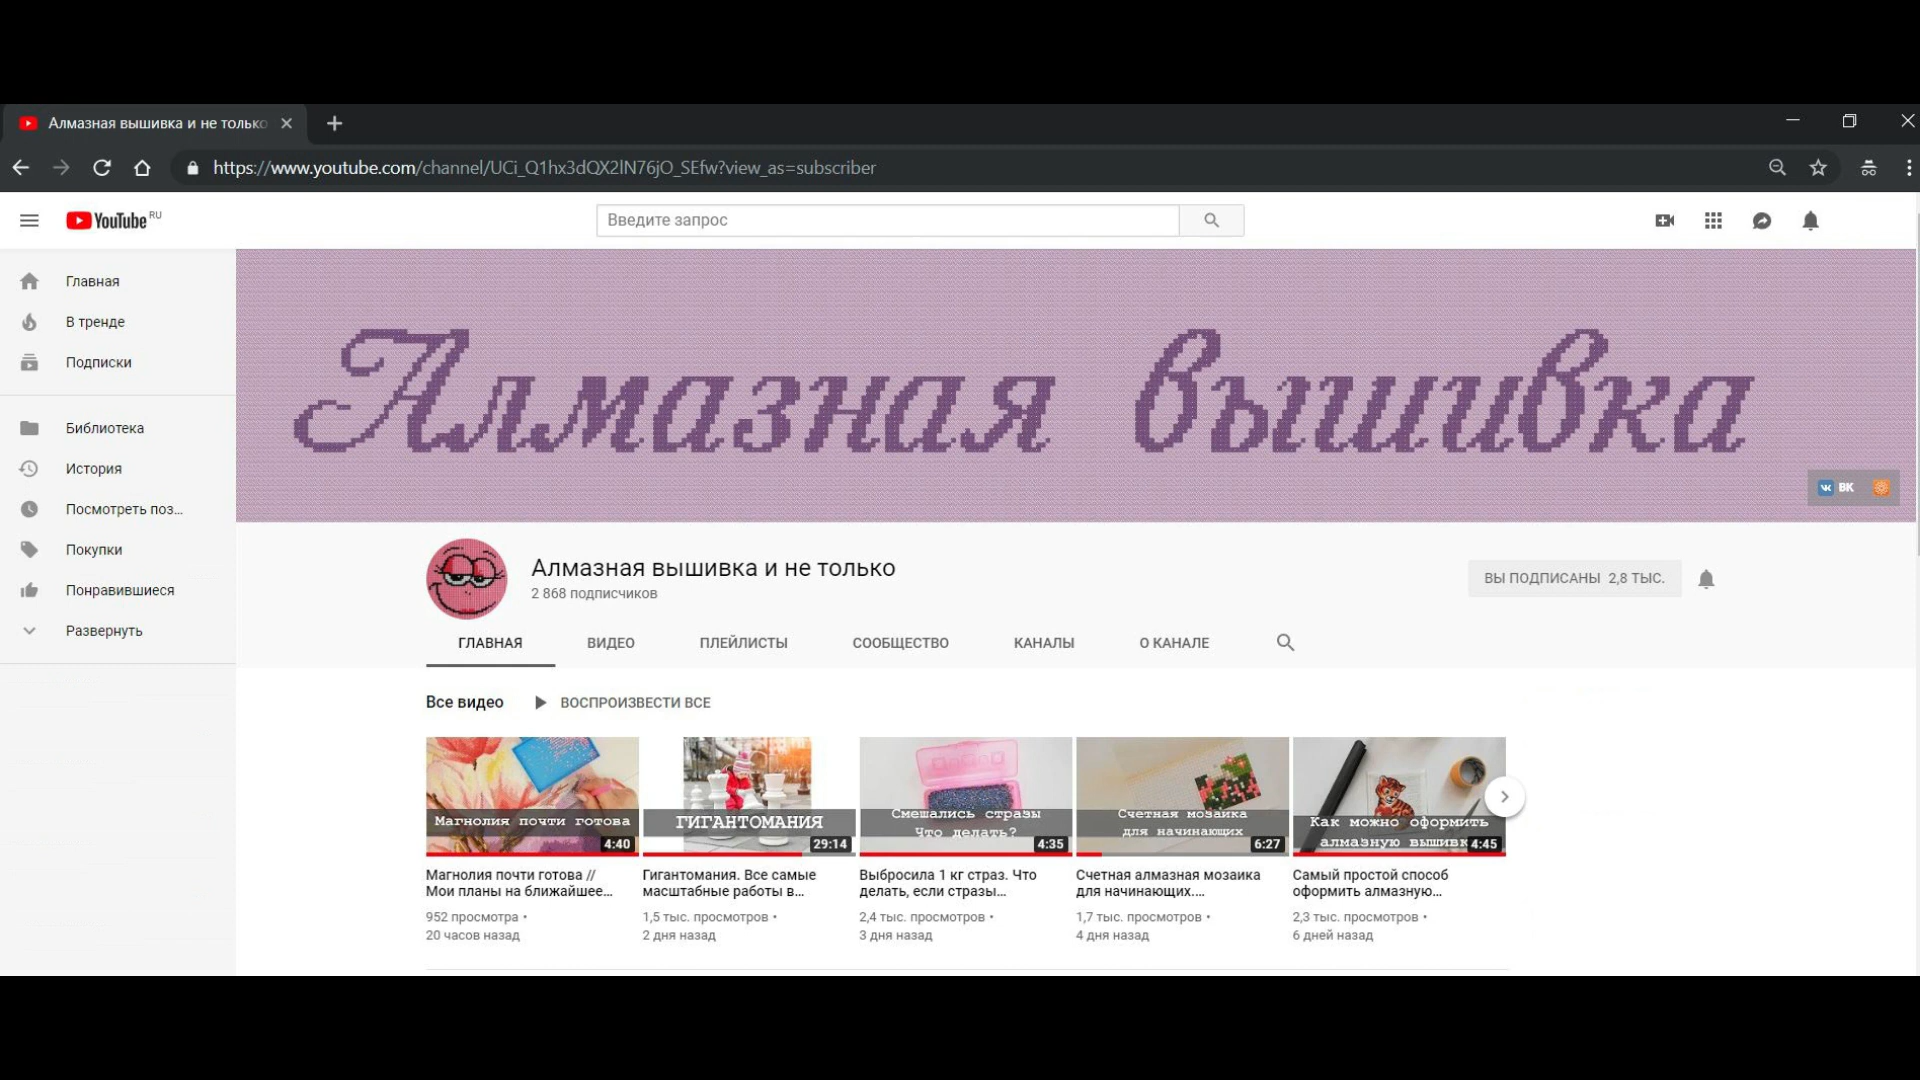 Алмазная вышивка и не только
https://www.youtube.com/channel/UCi_Q1hx3dQX2lN76jO_SEfw?view_as=subscriber
YouTube RU
Введите запрос
Главная
В тренде
Подписки
Библиотека
История
Посмотреть поз...
Покупки
Понравившиеся
Развернуть
Алмазная вышивка
ВК
Алмазная вышивка и не только
2 868 подписчиков
ВЫ ПОДПИСАНЫ 2,8 ТЫС.
ГЛАВНАЯ ВИДЕО ПЛЕЙЛИСТЫ СООБЩЕСТВО КАНАЛЫ О КАНАЛЕ
Все видео ВОСПРОИЗВЕСТИ ВСЕ
Магнолия почти готова
4:40
Магнолия почти готова //
Мои планы на ближайшее...
952 просмотра •
20 часов назад
ГИГАНТОМАНИЯ
29:14
Гигантомания. Все самые
масштабные работы в...
1,5 тыс. просмотров •
2 дня назад
Смешались стразы
Что делать?
4:35
Выбросила 1 кг страз. Что
делать, если стразы...
2,4 тыс. просмотров •
3 дня назад
Счетная мозаика
для начинающих
6:27
Счетная алмазная мозаика
для начинающих....
1,7 тыс. просмотров •
4 дня назад
Как можно оформить
алмазную вышивк
4:45
Самый простой способ
оформить алмазную...
2,3 тыс. просмотров •
6 дней назад